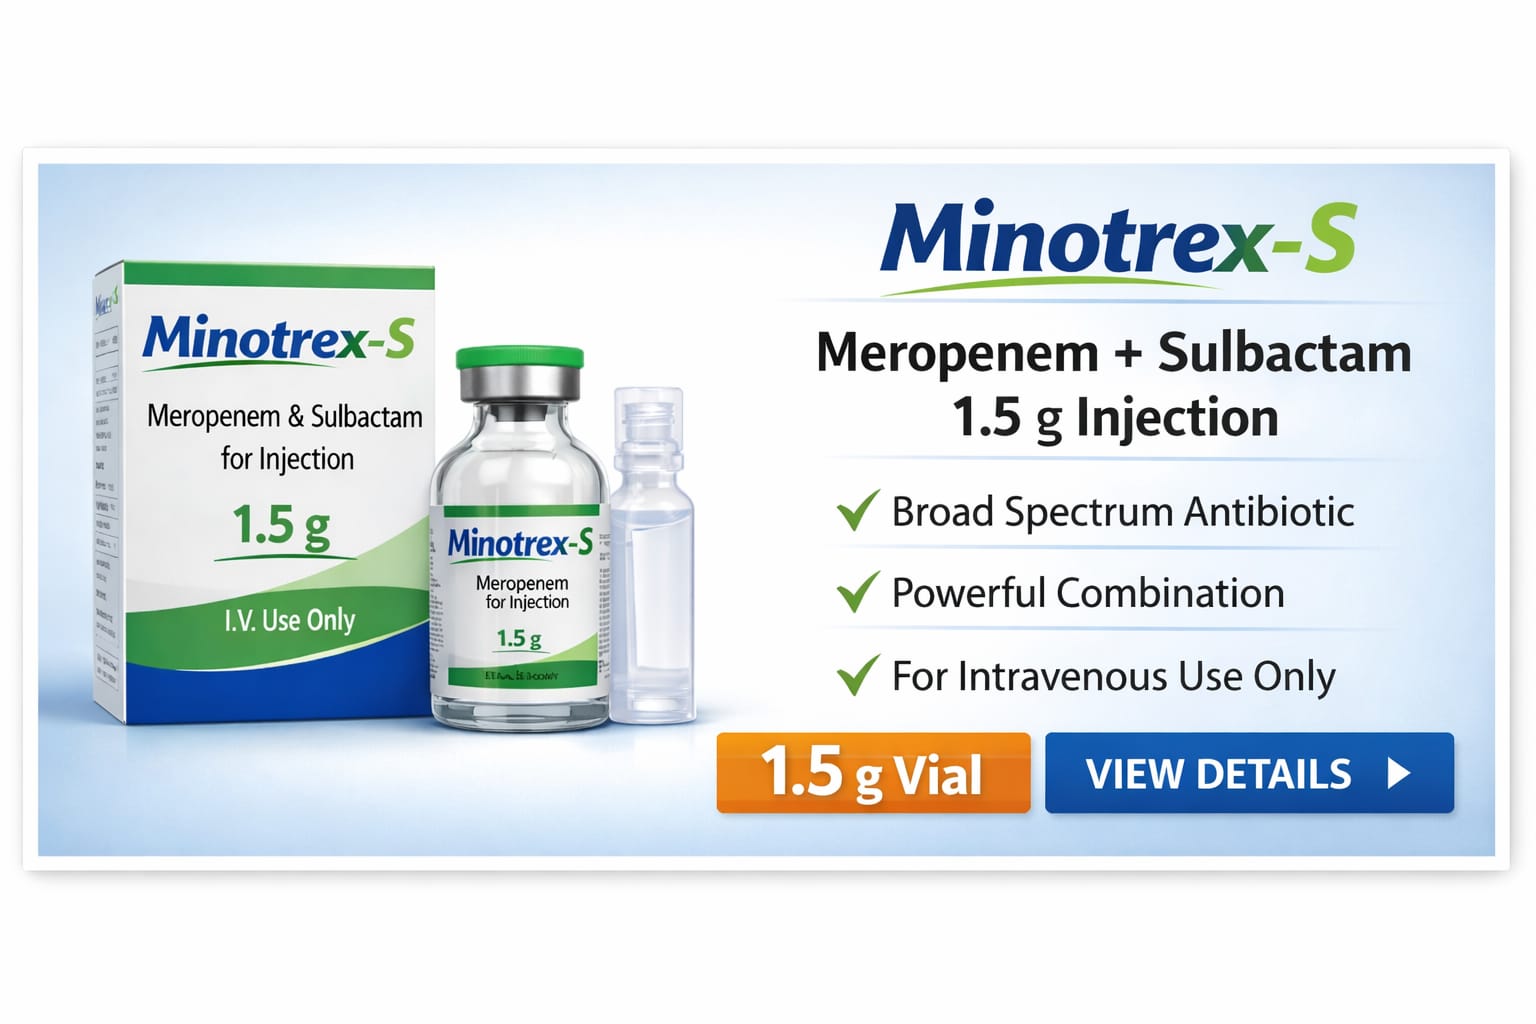 Minotrex-S
Meropenem & Sulbactam
for Injection
1.5 g
I.V. Use Only
Minotrex-S
Meropenem
for Injection
1.5 g
Minotrex-S
Meropenem + Sulbactam
1.5 g Injection
Broad Spectrum Antibiotic
Powerful Combination
For Intravenous Use Only
1.5 g Vial
VIEW DETAILS